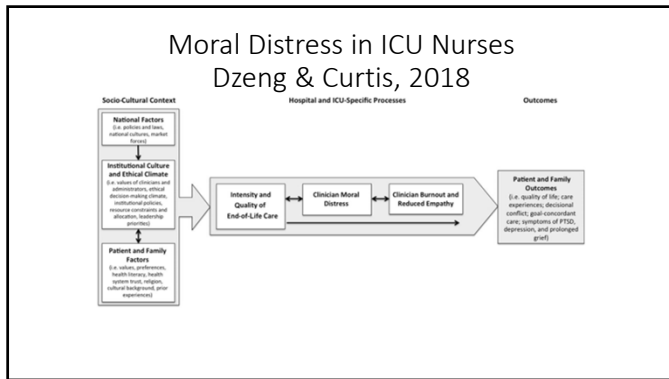 Moral Distress in ICU Nurses
Dzeng & Curtis, 2018
Socio-Cultural Context
Hospital and ICU-Specific Processes
Outcomes
National Factors
(i.e. policies and laws,
national cultures, market
forces)
Institutional Culture
and Ethical Climate
(i.e. values of clinicians and
administrators, ethical
decision-making climate,
institutional policies,
resource constraints and
allocation, leadership
priorities)
Patient and Family
Factors
(i.e. values, preferences,
health literacy, health
system trust, religion,
cultural background, prior
experiences)
Intensity and
Quality of
End-of-Life Care
Clinician Moral
Distress
Clinician Burnout and
Reduced Empathy
Patient and Family
Outcomes
(i.e. quality of life; care
experiences; decisional
conflict; goal-concordant
care; symptoms of PTSD,
depression, and prolonged
grief)